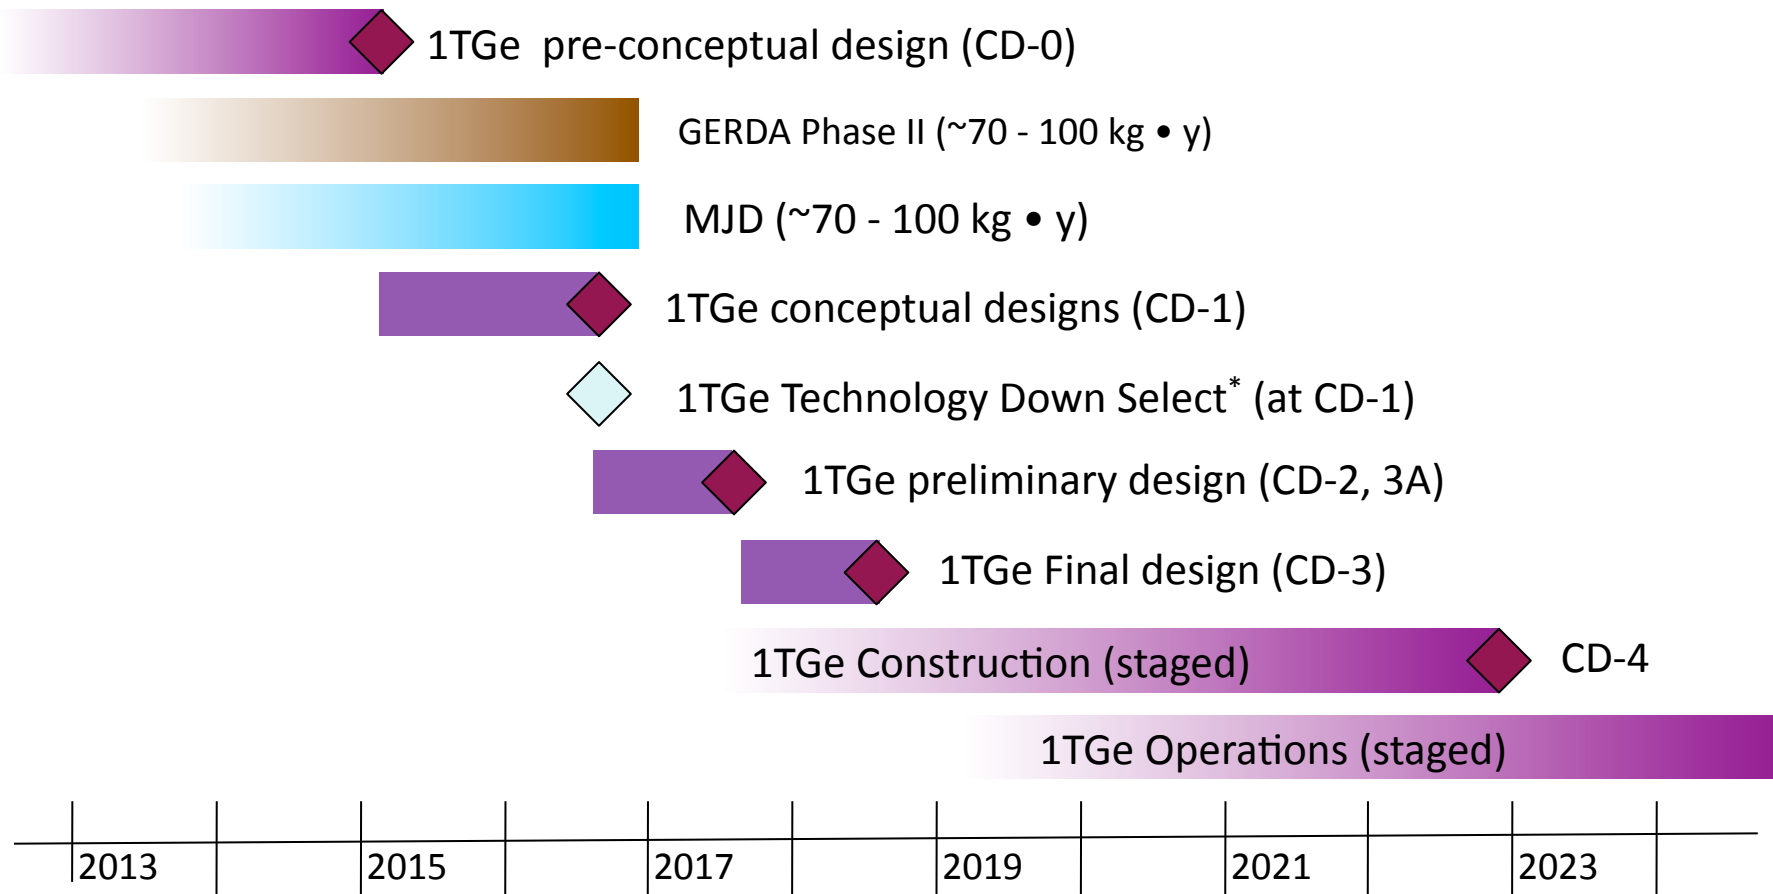 1TGe pre-conceptual design (CD-0)
GERDA Phase II (~70 - 100 kg • y)
MJD (~70 - 100 kg • y)
1TGe conceptual designs (CD-1)
1TGe Technology Down Select* (at CD-1)
1TGe preliminary design (CD-2, 3A)
1TGe Final design (CD-3)
1TGe Construction (staged) CD-4
1TGe Operations (staged)
2013 2015 2017 2019 2021 2023